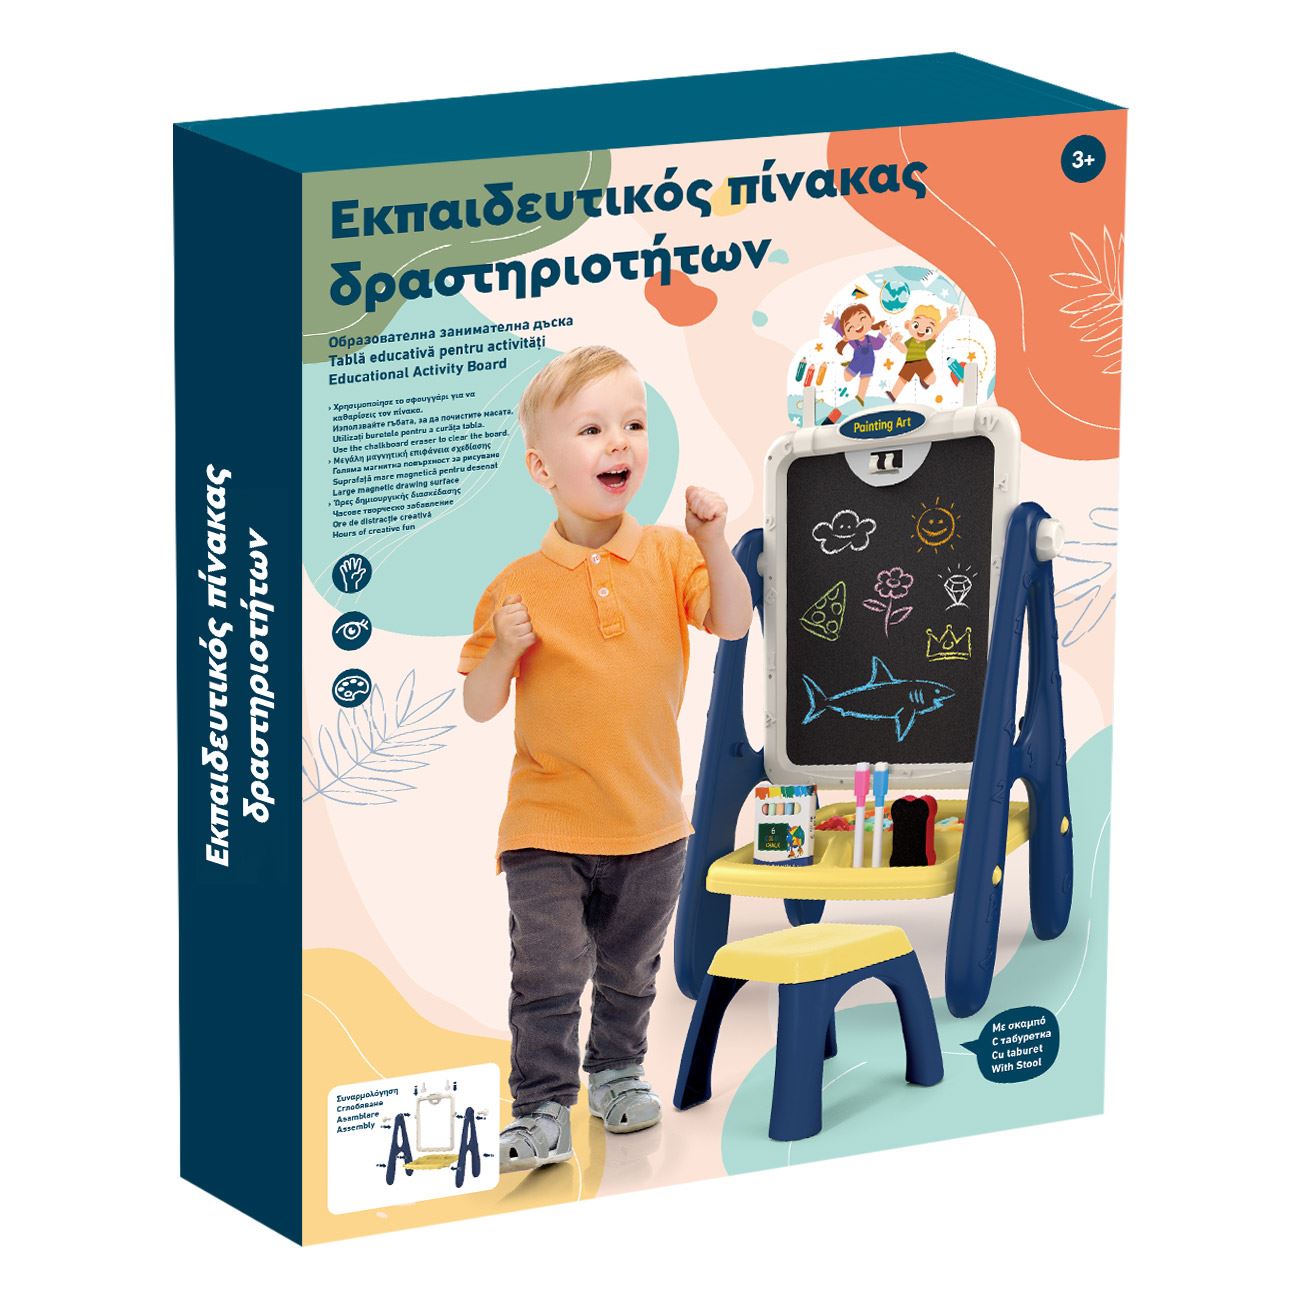 Εκπαιδευτικός πίνακας
δραστηριοτήτων
3+
Образователна занимателна дъска
Tablă educativă pentru activități
Educational Activity Board
› Χρησιμοποίησε το σφουγγάρι για να
καθαρίσεις τον πίνακα.
Използвайте гъбата, за да почистите масата.
Utilizați buretele pentru a curăța tabla.
Use the chalkboard eraser to clear the board.
› Μεγάλη μαγνητική επιφάνεια σχεδίασης
Голяма магнитна повърхност за рисуване
Suprafață mare magnetică pentru desenat
Large magnetic drawing surface
› Ώρες δημιουργικής διασκέδασης
Часове творческо забавление
Ore de distracție creativă
Hours of creative fun
Painting Art
6
CHALK
Με σκαμπό
С табуретка
Cu taburet
With Stool
Συναρμολόγηση
Сглобяване
Asamblare
Assembly
Εκπαιδευτικός πίνακας
δραστηριοτήτων